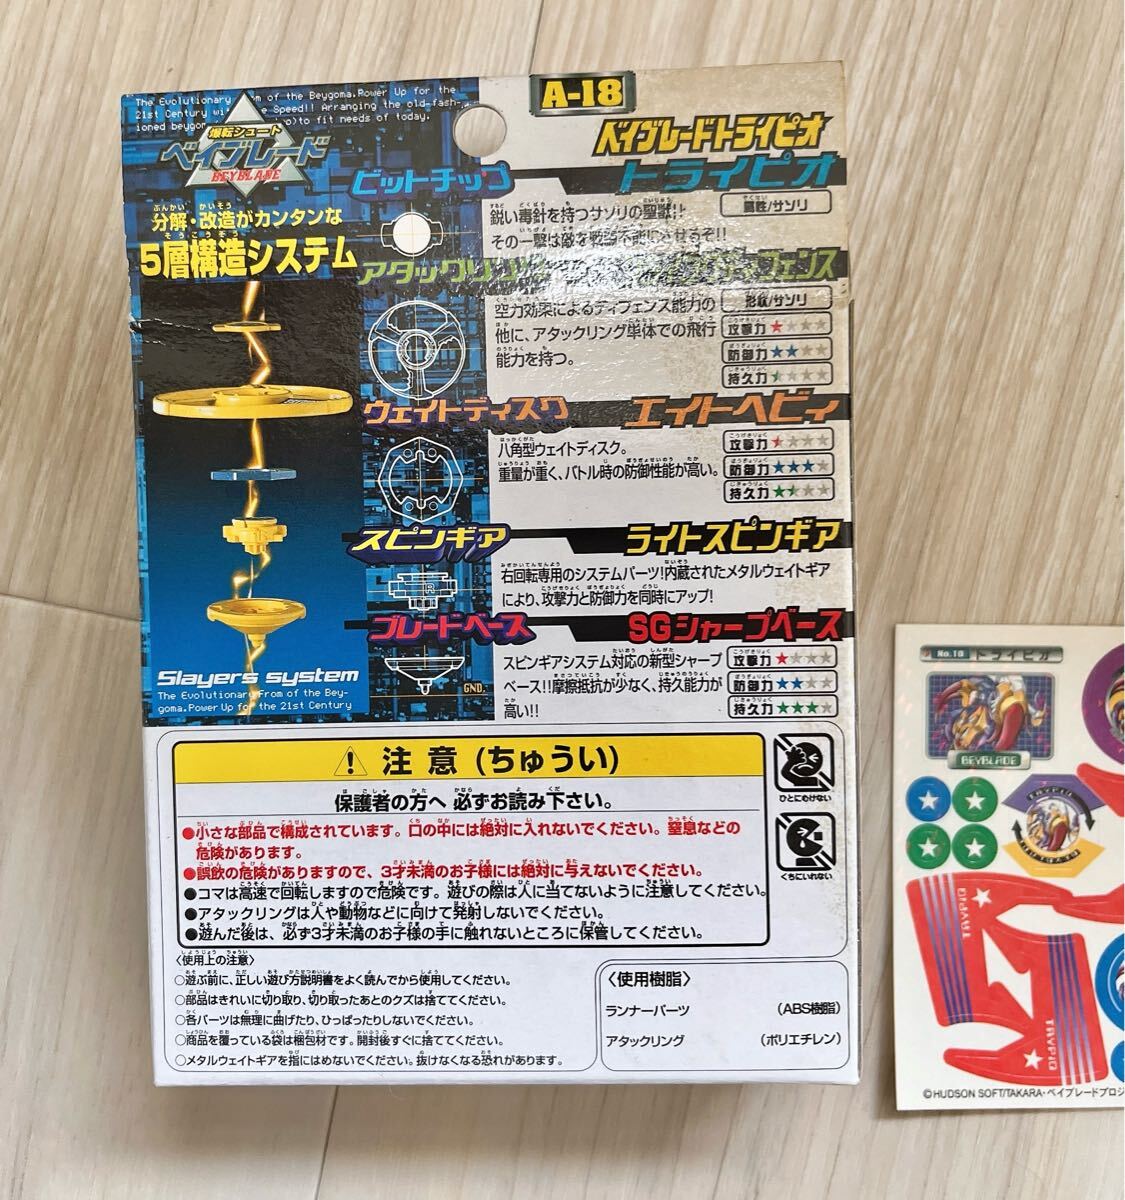 A-18
The Evolutionary From of the Beygoma.Power Up for the
21st Century Speed!! Arranging the old-fash-
ioned beygom to fit needs of today.
爆転シュート
ベイブレード
BEYBLADE
分解・改造がカンタンな
5層構造システム
Slayers system
The Evolutionary From of the Bey-
goma.Power Up for the 21st Century
ベイブレードトライピオ
ビットチップ
トライピオ
鋭い毒針を持つサソリの聖獣!!
その一撃は敵を戦闘不能にさせるぞ!!
属性/サソリ
アタックリング
フェンス
空力効果によるディフェンス能力の
他に、アタックリング単体での飛行
能力を持つ。
形状/サソリ
攻撃力★★★★
防御力★★★★
持久力★★★★
ウェイトディスク
エイトヘビィ
八角型ウェイトディスク。
重量が重く、バトル時の防御性能が高い。
攻撃力★★★★
防御力★★★★
持久力★★★★
スピンギア
ライトスピンギア
R
右回転専用のシステムパーツ!内蔵されたメタルウェイトギア
により、攻撃力と防御力を同時にアップ!
ブレードベース
SGシャープベース
GND.
スピンギアシステム対応の新型シャープ
ベース!!摩擦抵抗が少なく、持久能力が
高い!!
攻撃力★★★★
防御力★★★★
持久力★★★★
注意(ちゅうい)
保護者の方へ 必ずお読み下さい。
●小さな部品で構成されています。口の中には絶対に入れないでください。窒息などの
危険があります。
●誤飲の危険がありますので、3才未満のお子様には絶対に与えないでください。
●コマは高速で回転しますので危険です。遊びの際は人に当てないように注意してください。
●アタックリングは人や動物などに向けて発射しないでください。
●遊んだ後は、必ず3才未満のお子様の手に触れないところに保管してください。
ひとにむけない
くちにいれない
〈使用上の注意〉
○遊ぶ前に、正しい遊び方説明書をよく読んでから使用してください。
○部品はきれいに切り取り、切り取ったあとのクズは捨ててください。
○各パーツは無理に曲げたり、ひっぱったりしないでください。
○商品を覆っている袋は梱包材です。開封後すぐに捨ててください。
○メタルウェイトギアを指にはめないでください。抜けなくなる恐れがあります。
〈使用樹脂〉
ランナーパーツ (ABS樹脂)
アタックリング (ポリエチレン)
No.18 トライピオ
BEYBLADE
TRYPIO
TRYPIO
TRYPIO
©HUDSON SOFT/TAKARA・ベイブレードプロジ